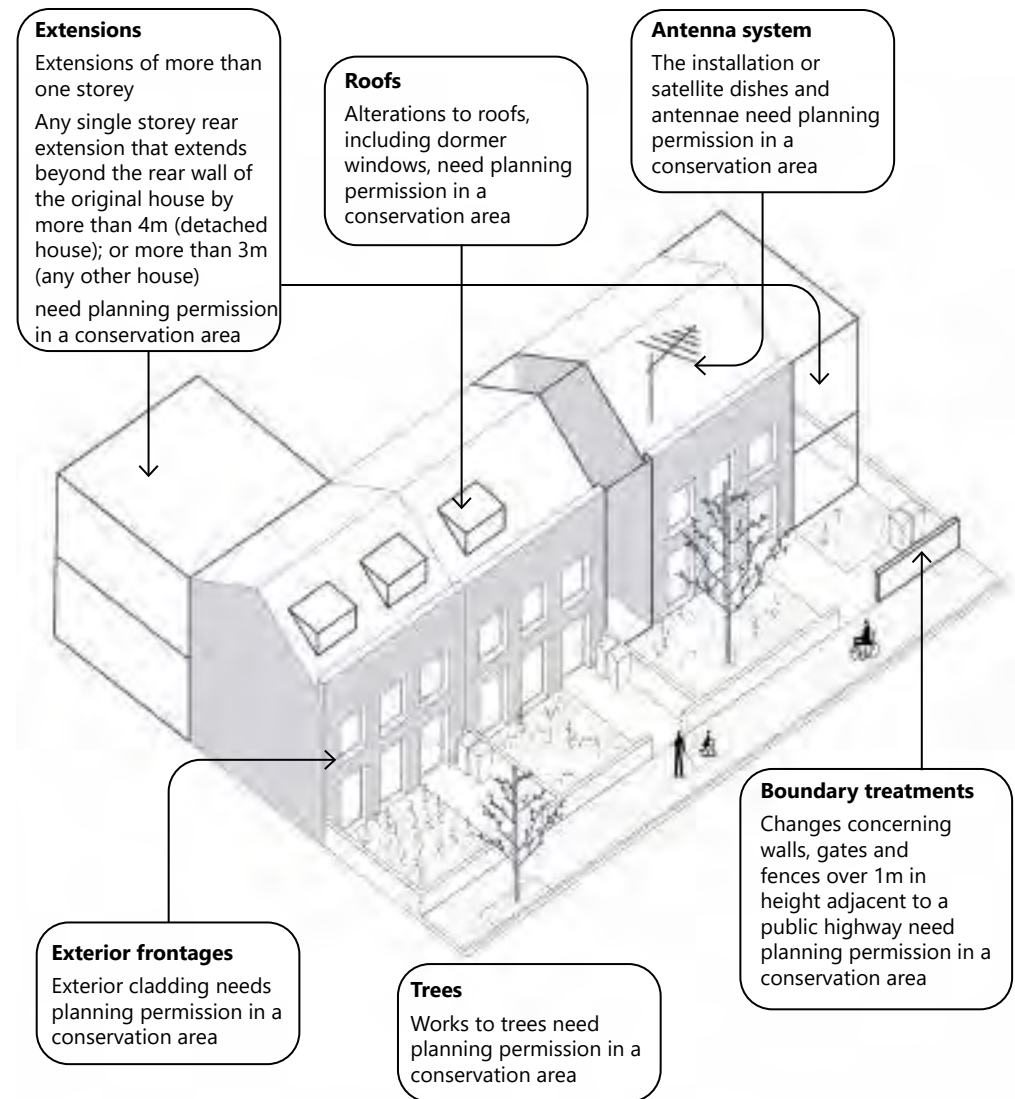 Extensions
Extensions of more than
one storey
Any single storey rear
extension that extends
beyond the rear wall of
the original house by
more than 4m (detached
house); or more than 3m
(any other house)
need planning permission
in a conservation area
Roofs
Alterations to roofs,
including dormer
windows, need planning
permission in a
conservation area
Antenna system
The installation or
satellite dishes and
antennae need planning
permission in a
conservation area
Exterior frontages
Exterior cladding needs
planning permission in a
conservation area
Trees
Works to trees need
planning permission in a
conservation area
Boundary treatments
Changes concerning
walls, gates and
fences over 1m in
height adjacent to a
public highway need
planning permission in a
conservation area